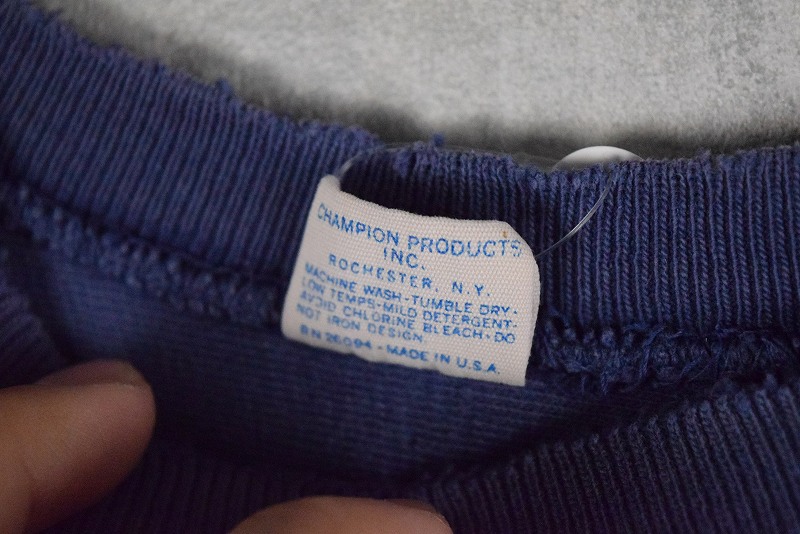 CHAMPION PRODUCTS
INC.
ROCHESTER, N.Y.
MACHINE WASH-TUMBLE DRY-
LOW TEMPS-MILD DETERGENT-
AVOID CHLORINE BLEACH-DO
NOT IRON DESIGN.
RN 26094 - MADE IN U.S.A.